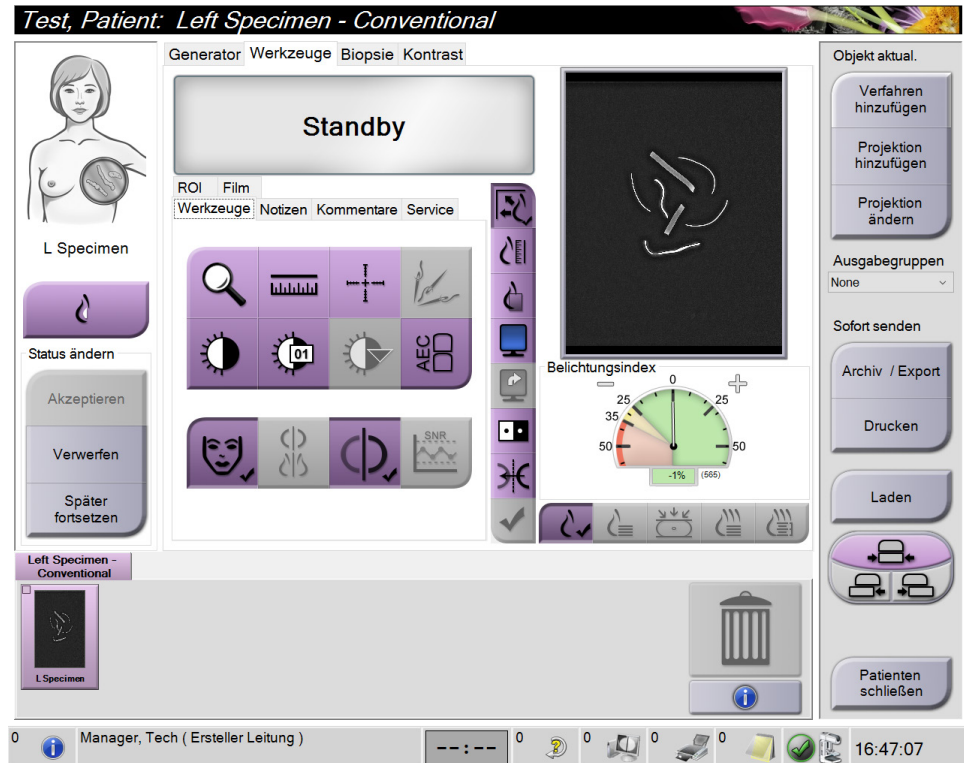 Test, Patient:  Left Specimen - Conventional
Generator Werkzeuge Biopsie Kontrast
Standby
ROI Film
Werkzeuge Notizen Kommentare Service
01
AEC
SNR
L Specimen
Status ändern
Akzeptieren
Verwerfen
Später
fortsetzen
Belichtungsindex
0
25 25
35
50 50
-1% (565)
Objekt aktual.
Verfahren
hinzufügen
Projektion
hinzufügen
Projektion
ändern
Ausgabegruppen
None
Sofort senden
Archiv / Export
Drucken
Laden
Patienten
schließen
Left Specimen -
Conventional
L Specimen
0 Manager, Tech ( Ersteller Leitung ) --:-- 0 0 0 0 16:47:07